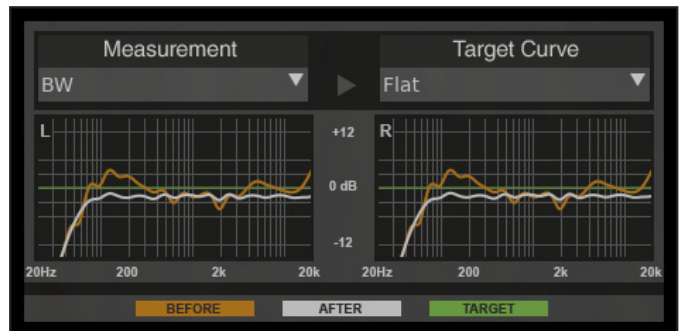 Measurement
Target Curve
BW
Flat
L
+12
R
0 dB
-12
20Hz 200 2k 20k
20Hz 200 2k 20k
BEFORE AFTER TARGET